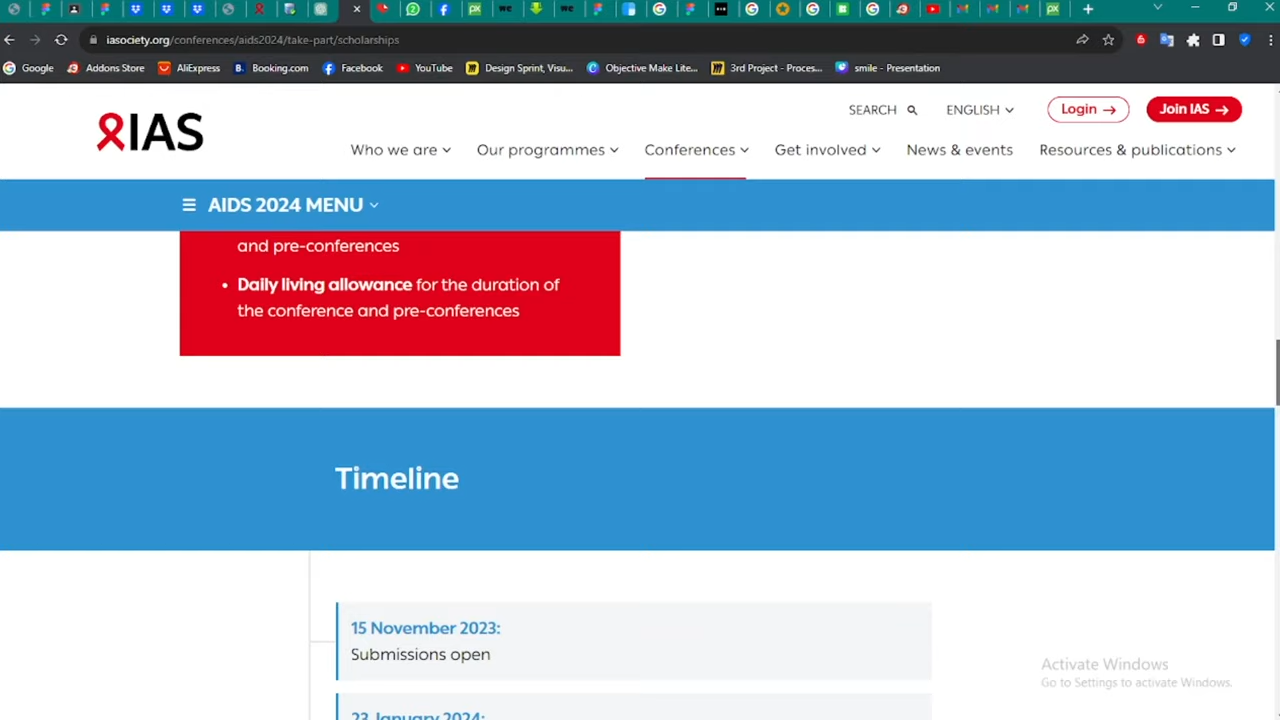 iasociety.org/conferences/aids2024/take-part/scholarships
Google Addons Store AliExpress Booking.com Facebook YouTube Design Sprint, Visu... Objective Make Lite... 3rd Project - Proces... smile - Presentation
IAS
SEARCH ENGLISH Login → Join IAS →
Who we are Our programmes Conferences Get involved News & events Resources & publications
AIDS 2024 MENU
and pre-conferences
• Daily living allowance for the duration of
the conference and pre-conferences
Timeline
15 November 2023:
Submissions open
23 January 2024:
Activate Windows
Go to Settings to activate Windows.